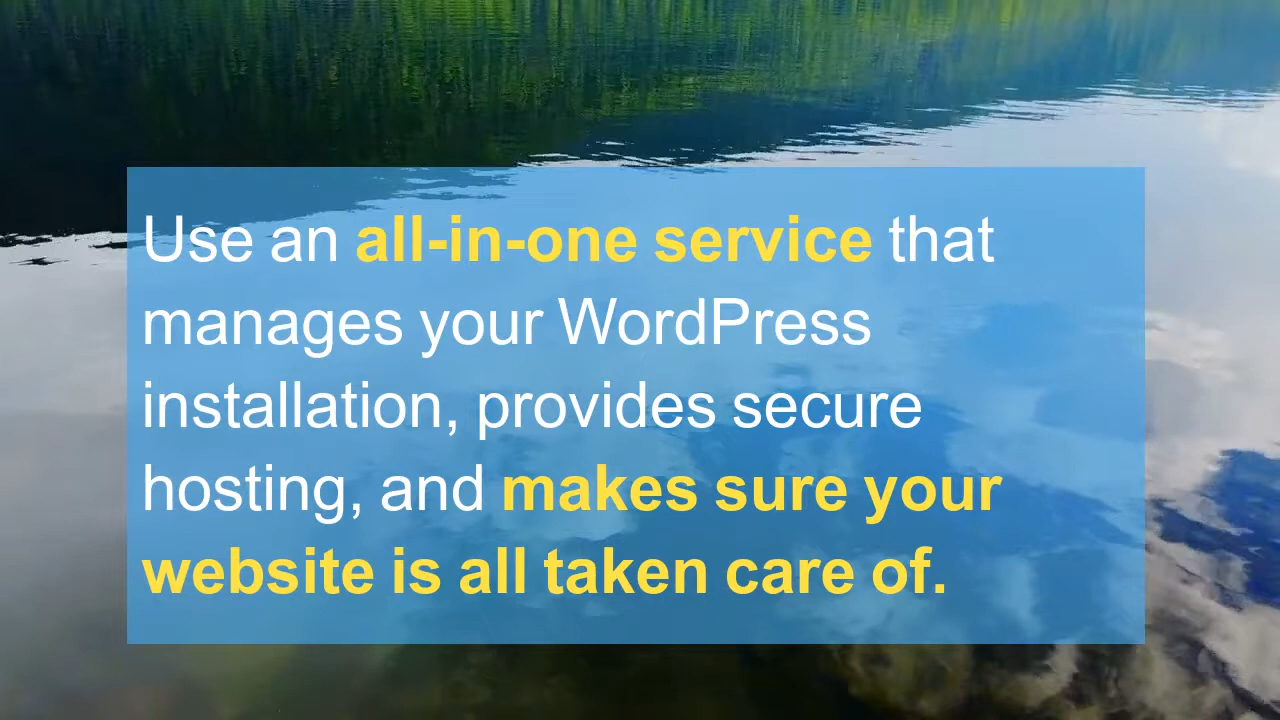 Use an all-in-one service that
manages your WordPress
installation, provides secure
hosting, and makes sure your
website is all taken care of.